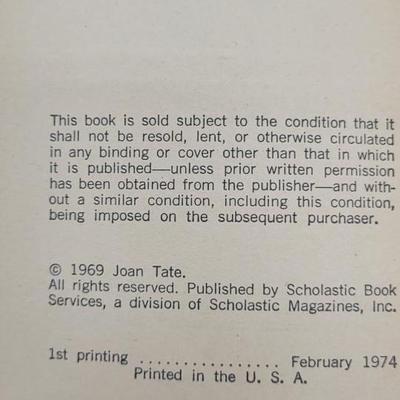 This book is sold subject to the condition that it
shall not be resold, lent, or otherwise circulated
in any binding or cover other than that in which
it is published—unless prior written permission
has been obtained from the publisher—and with-
out a similar condition, including this condition,
being imposed on the subsequent purchaser.
© 1969 Joan Tate.
All rights reserved. Published by Scholastic Book
Services, a division of Scholastic Magazines, Inc.
1st printing ................ February 1974
Printed in the U. S. A.